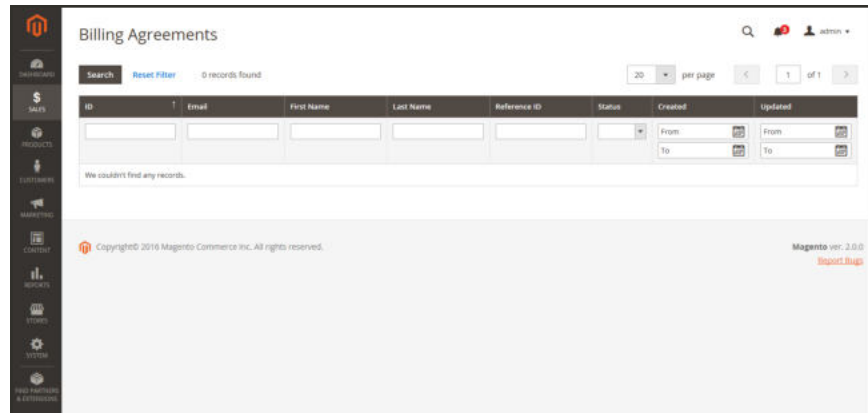 Billing Agreements
3 admin
DASHBOARD
SALES
PRODUCTS
CUSTOMERS
MARKETING
CONTENT
REPORTS
STORES
SYSTEM
FIND PARTNERS
& EXTENSIONS
Search Reset Filter 0 records found 20 per page 1 of 1
ID ↑ Email First Name Last Name Reference ID Status Created Updated
From From
To To
We couldn't find any records.
Copyright© 2016 Magento Commerce Inc. All rights reserved.
Magento ver. 2.0.0
Report Bugs